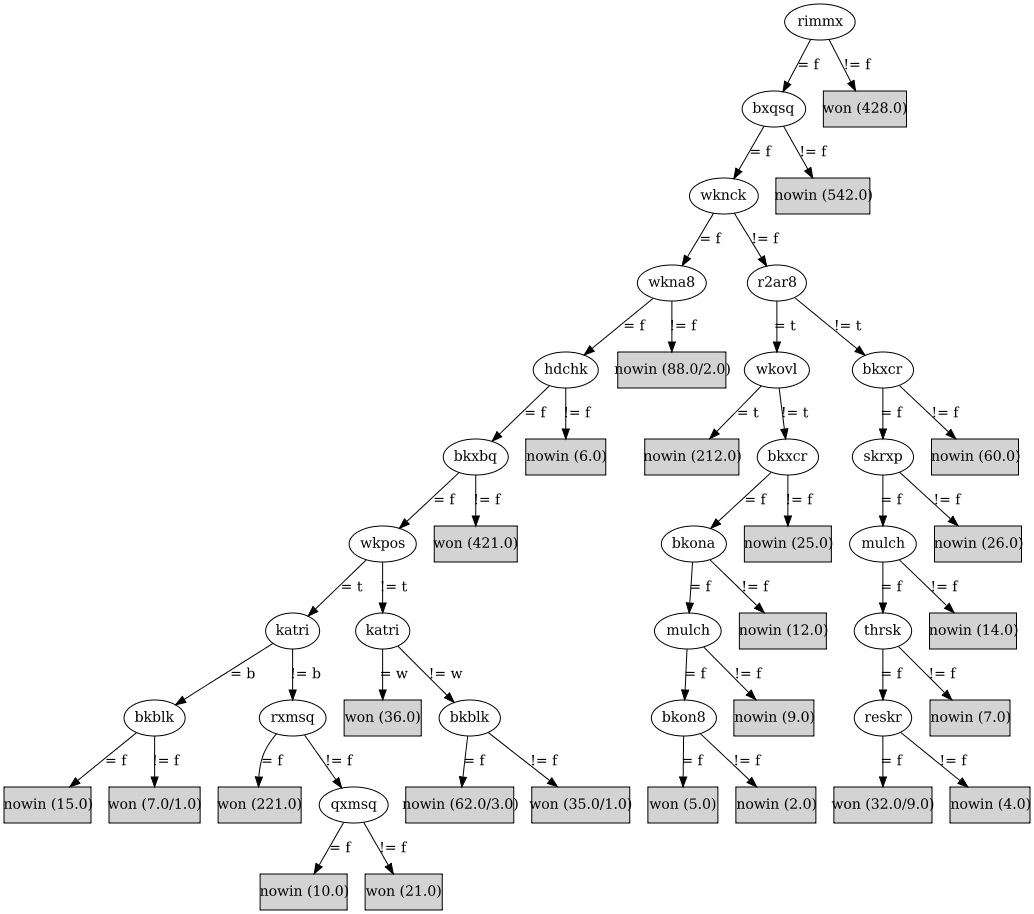 rimmx
= f
!= f
bxqsq
won (428.0)
= f
!= f
wknck
nowin (542.0)
= f
!= f
wkna8
r2ar8
= f
!= f
= t
!= t
hdchk
nowin (88.0/2.0)
wkovl
bkxcr
= f
!= f
= t
!= t
= f
!= f
bkxbq
nowin (6.0)
nowin (212.0)
bkxcr
skrxp
nowin (60.0)
= f
!= f
= f
!= f
= f
!= f
wkpos
won (421.0)
bkona
nowin (25.0)
mulch
nowin (26.0)
= t
!= t
= f
!= f
= f
!= f
katri
katri
mulch
nowin (12.0)
thrsk
nowin (14.0)
= b
!= b
= w
!= w
= f
!= f
= f
!= f
bkblk
rxmsq
won (36.0)
bkblk
bkon8
nowin (9.0)
reskr
nowin (7.0)
= f
!= f
= f
!= f
= f
!= f
= f
!= f
= f
!= f
nowin (15.0)
won (7.0/1.0)
won (221.0)
qxmsq
nowin (62.0/3.0)
won (35.0/1.0)
won (5.0)
nowin (2.0)
won (32.0/9.0)
nowin (4.0)
= f
!= f
nowin (10.0)
won (21.0)